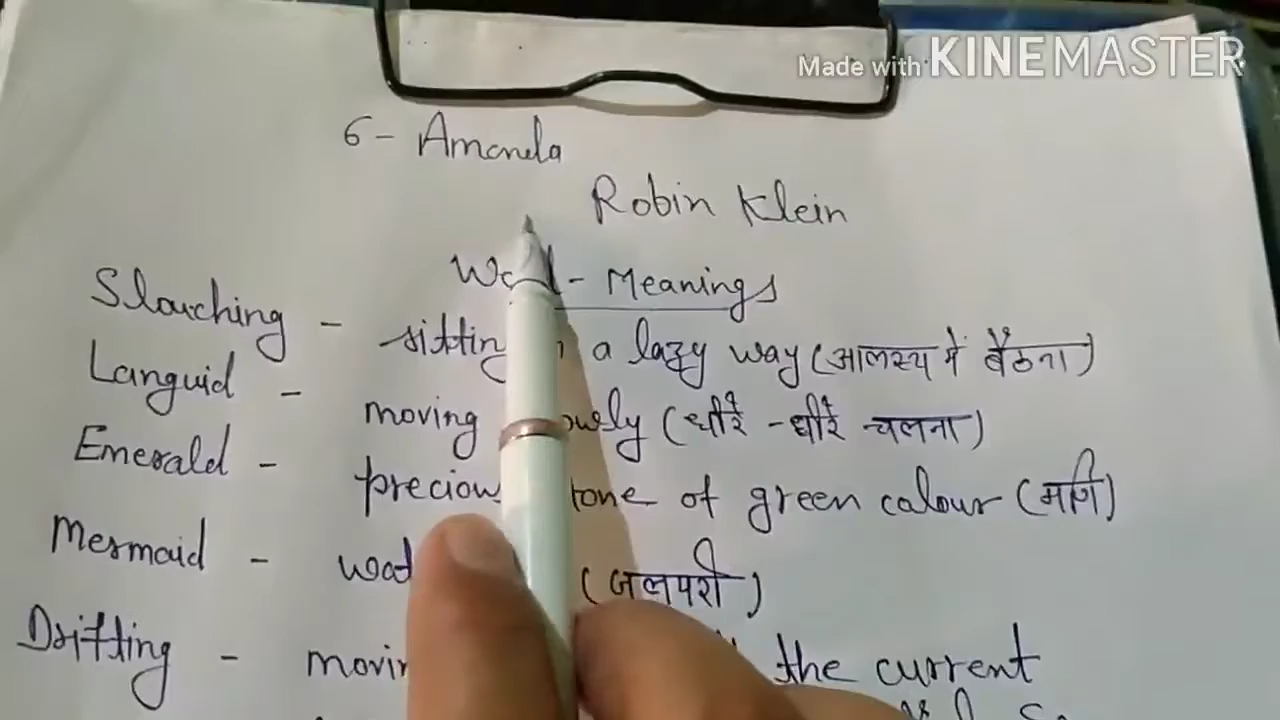 Made with KINEMASTER
6- Amanda
Robin Klein
Word - Meanings
Slouching - sitting a lazy way (आलस्य में बैठना)
Languid - moving (धीरे -धीरे चलना)
Emerald - precious of green colour (मणि)
Mermaid - (जलपरी)
Drifting - the current